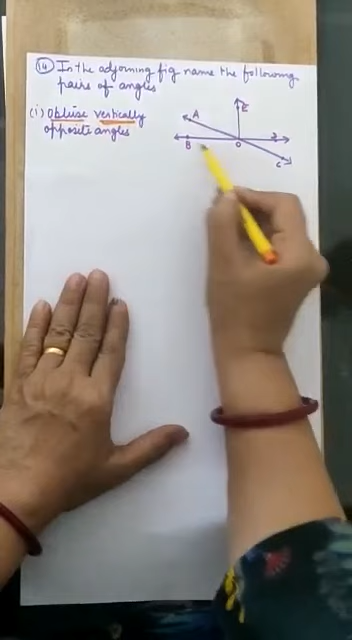 14 In the adjoining fig name the following
pairs of angles
(i) Obtuse vertically
opposite angles
E
A
B
O
C